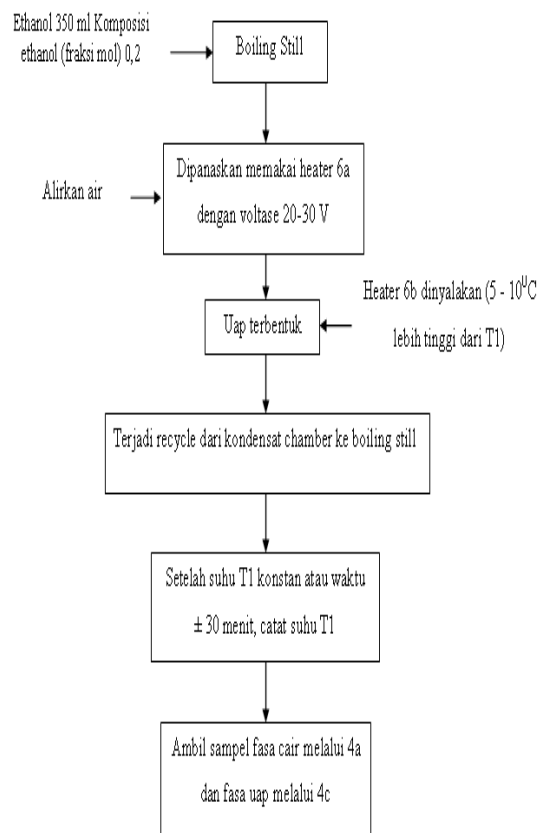 Ethanol 350 ml Komposisi
ethanol (fraksi mol) 0,2
Boiling Still
Dipanaskan memakai heater 6a
dengan voltase 20-30 V
Alirkan air
Uap terbentuk
Heater 6b dinyalakan (5 - 10⁰C
lebih tinggi dari T1)
Terjadi recycle dari kondensat chamber ke boiling still
Setelah suhu T1 konstan atau waktu
± 30 menit, catat suhu T1
Ambil sampel fasa cair melalui 4a
dan fasa uap melalui 4c